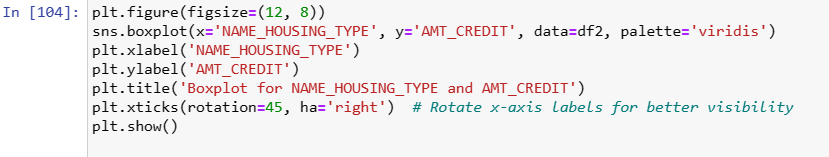 In [104]: plt.figure(figsize=(12, 8))
sns.boxplot(x='NAME_HOUSING_TYPE', y='AMT_CREDIT', data=df2, palette='viridis')
plt.xlabel('NAME_HOUSING_TYPE')
plt.ylabel('AMT_CREDIT')
plt.title('Boxplot for NAME_HOUSING_TYPE and AMT_CREDIT')
plt.xticks(rotation=45, ha='right')  # Rotate x-axis labels for better visibility
plt.show()